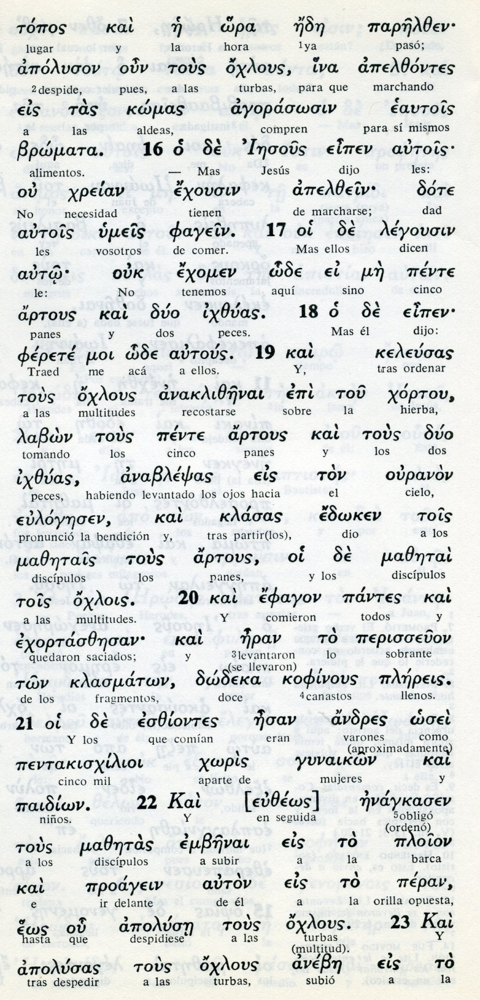 τόπος καὶ ἡ ὥρα ἤδη παρῆλθεν·
lugar y la hora ¹ya pasó;
ἀπόλυσον οὖν τοὺς ὄχλους, ἵνα ἀπελθόντες
²despide, pues, a las turbas, para que marchando
εἰς τὰς κώμας ἀγοράσωσιν ἑαυτοῖς
a las aldeas, compren para sí mismos
βρώματα. 16 ὁ δὲ Ἰησοῦς εἶπεν αὐτοῖς·
alimentos. — Mas Jesús dijo les:
οὐ χρείαν ἔχουσιν ἀπελθεῖν· δότε
No necesidad tienen de marcharse; dad
αὐτοῖς ὑμεῖς φαγεῖν. 17 οἱ δὲ λέγουσιν
les vosotros de comer. Mas ellos dicen
αὐτῷ· οὐκ ἔχομεν ὧδε εἰ μὴ πέντε
le: No tenemos aquí sino cinco
ἄρτους καὶ δύο ἰχθύας. 18 ὁ δὲ εἶπεν·
panes y dos peces. Mas él dijo:
φέρετέ μοι ὧδε αὐτούς. 19 καὶ κελεύσας
Traed me acá a ellos. Y, tras ordenar
τοὺς ὄχλους ἀνακλιθῆναι ἐπὶ τοῦ χόρτου,
a las multitudes recostarse sobre la hierba,
λαβὼν τοὺς πέντε ἄρτους καὶ τοὺς δύο
tomando los cinco panes y los dos
ἰχθύας, ἀναβλέψας εἰς τὸν οὐρανὸν
peces, habiendo levantado los ojos hacia el cielo,
εὐλόγησεν, καὶ κλάσας ἔδωκεν τοῖς
pronunció la bendición y, tras partir(los), dio a los
μαθηταῖς τοὺς ἄρτους, οἱ δὲ μαθηταὶ
discípulos los panes, y los discípulos
τοῖς ὄχλοις. 20 καὶ ἔφαγον πάντες καὶ
a las multitudes. Y comieron todos y
ἐχορτάσθησαν· καὶ ἦραν τὸ περισσεῦον
quedaron saciados; y ³levantaron lo sobrante
(se llevaron)
τῶν κλασμάτων, δώδεκα κοφίνους πλήρεις.
de los fragmentos, doce ⁴canastos llenos.
21 οἱ δὲ ἐσθίοντες ἦσαν ἄνδρες ὡσεὶ
Y los que comían eran varones como
(aproximadamente)
πεντακισχίλιοι χωρὶς γυναικῶν καὶ
cinco mil aparte de mujeres y
παιδίων. 22 Καὶ [εὐθέως] ἠνάγκασεν
niños. Y en seguida ⁵obligó
(ordenó)
τοὺς μαθητὰς ἐμβῆναι εἰς τὸ πλοῖον
a los discípulos a subir a la barca
καὶ προάγειν αὐτὸν εἰς τὸ πέραν,
e ir delante de él a la orilla opuesta,
ἕως οὗ ἀπολύσῃ τοὺς ὄχλους. 23 Καὶ
hasta que despidiese a las turbas Y
(multitud).
ἀπολύσας τοὺς ὄχλους ἀνέβη εἰς τὸ
tras despedir a las turbas, subió a la